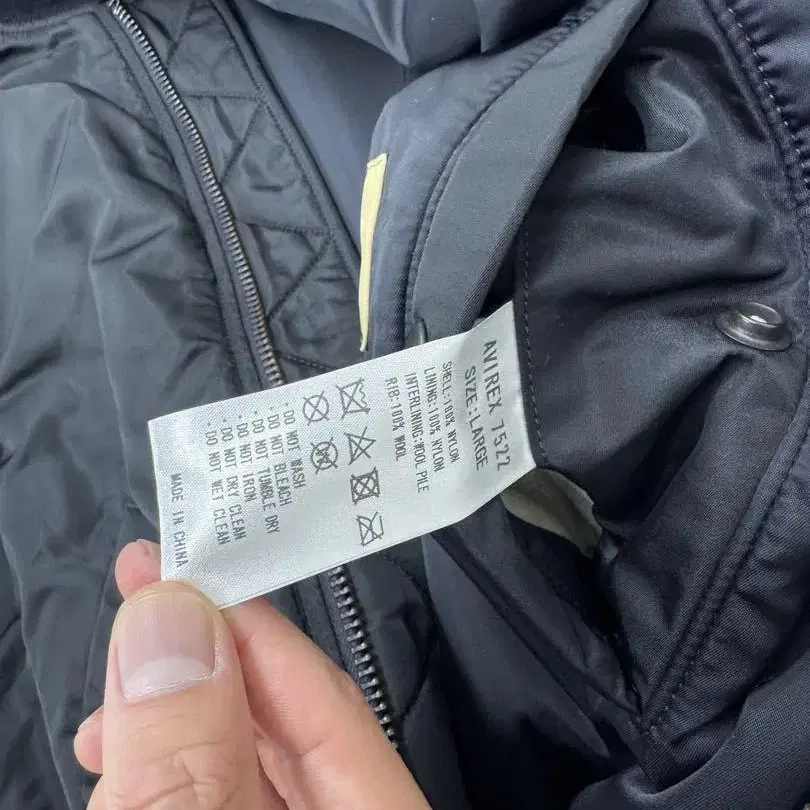 AVIREX 7522
SIZE:LARGE
SHELL:100% NYLON
LINING:100% NYLON
INTERLINING:WOOL PILE
RIB:100% WOOL
· DO NOT WASH
· DO NOT BLEACH
· DO NOT TUMBLE DRY
· DO NOT IRON
· DO NOT DRY CLEAN
· DO NOT WET CLEAN
MADE IN CHINA